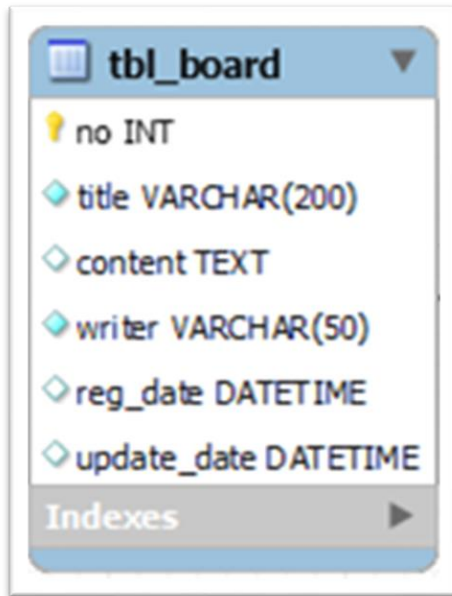 tbl_board
no INT
title VARCHAR(200)
content TEXT
writer VARCHAR(50)
reg_date DATETIME
update_date DATETIME
Indexes